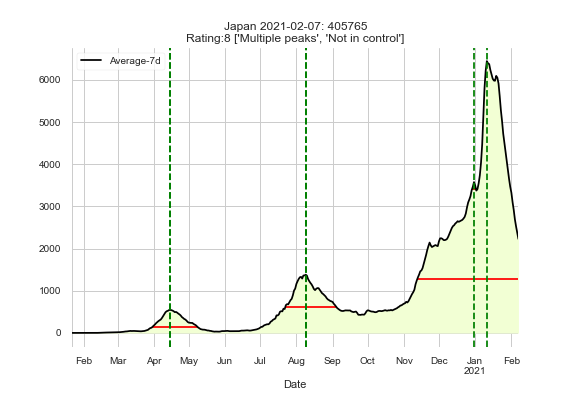 Japan 2021-02-07: 405765
Rating:8 ['Multiple peaks', 'Not in control']
Average-7d
6000
5000
4000
3000
2000
1000
0
Feb Mar Apr May Jun Jul Aug Sep Oct Nov Dec Jan Feb
2021
Date